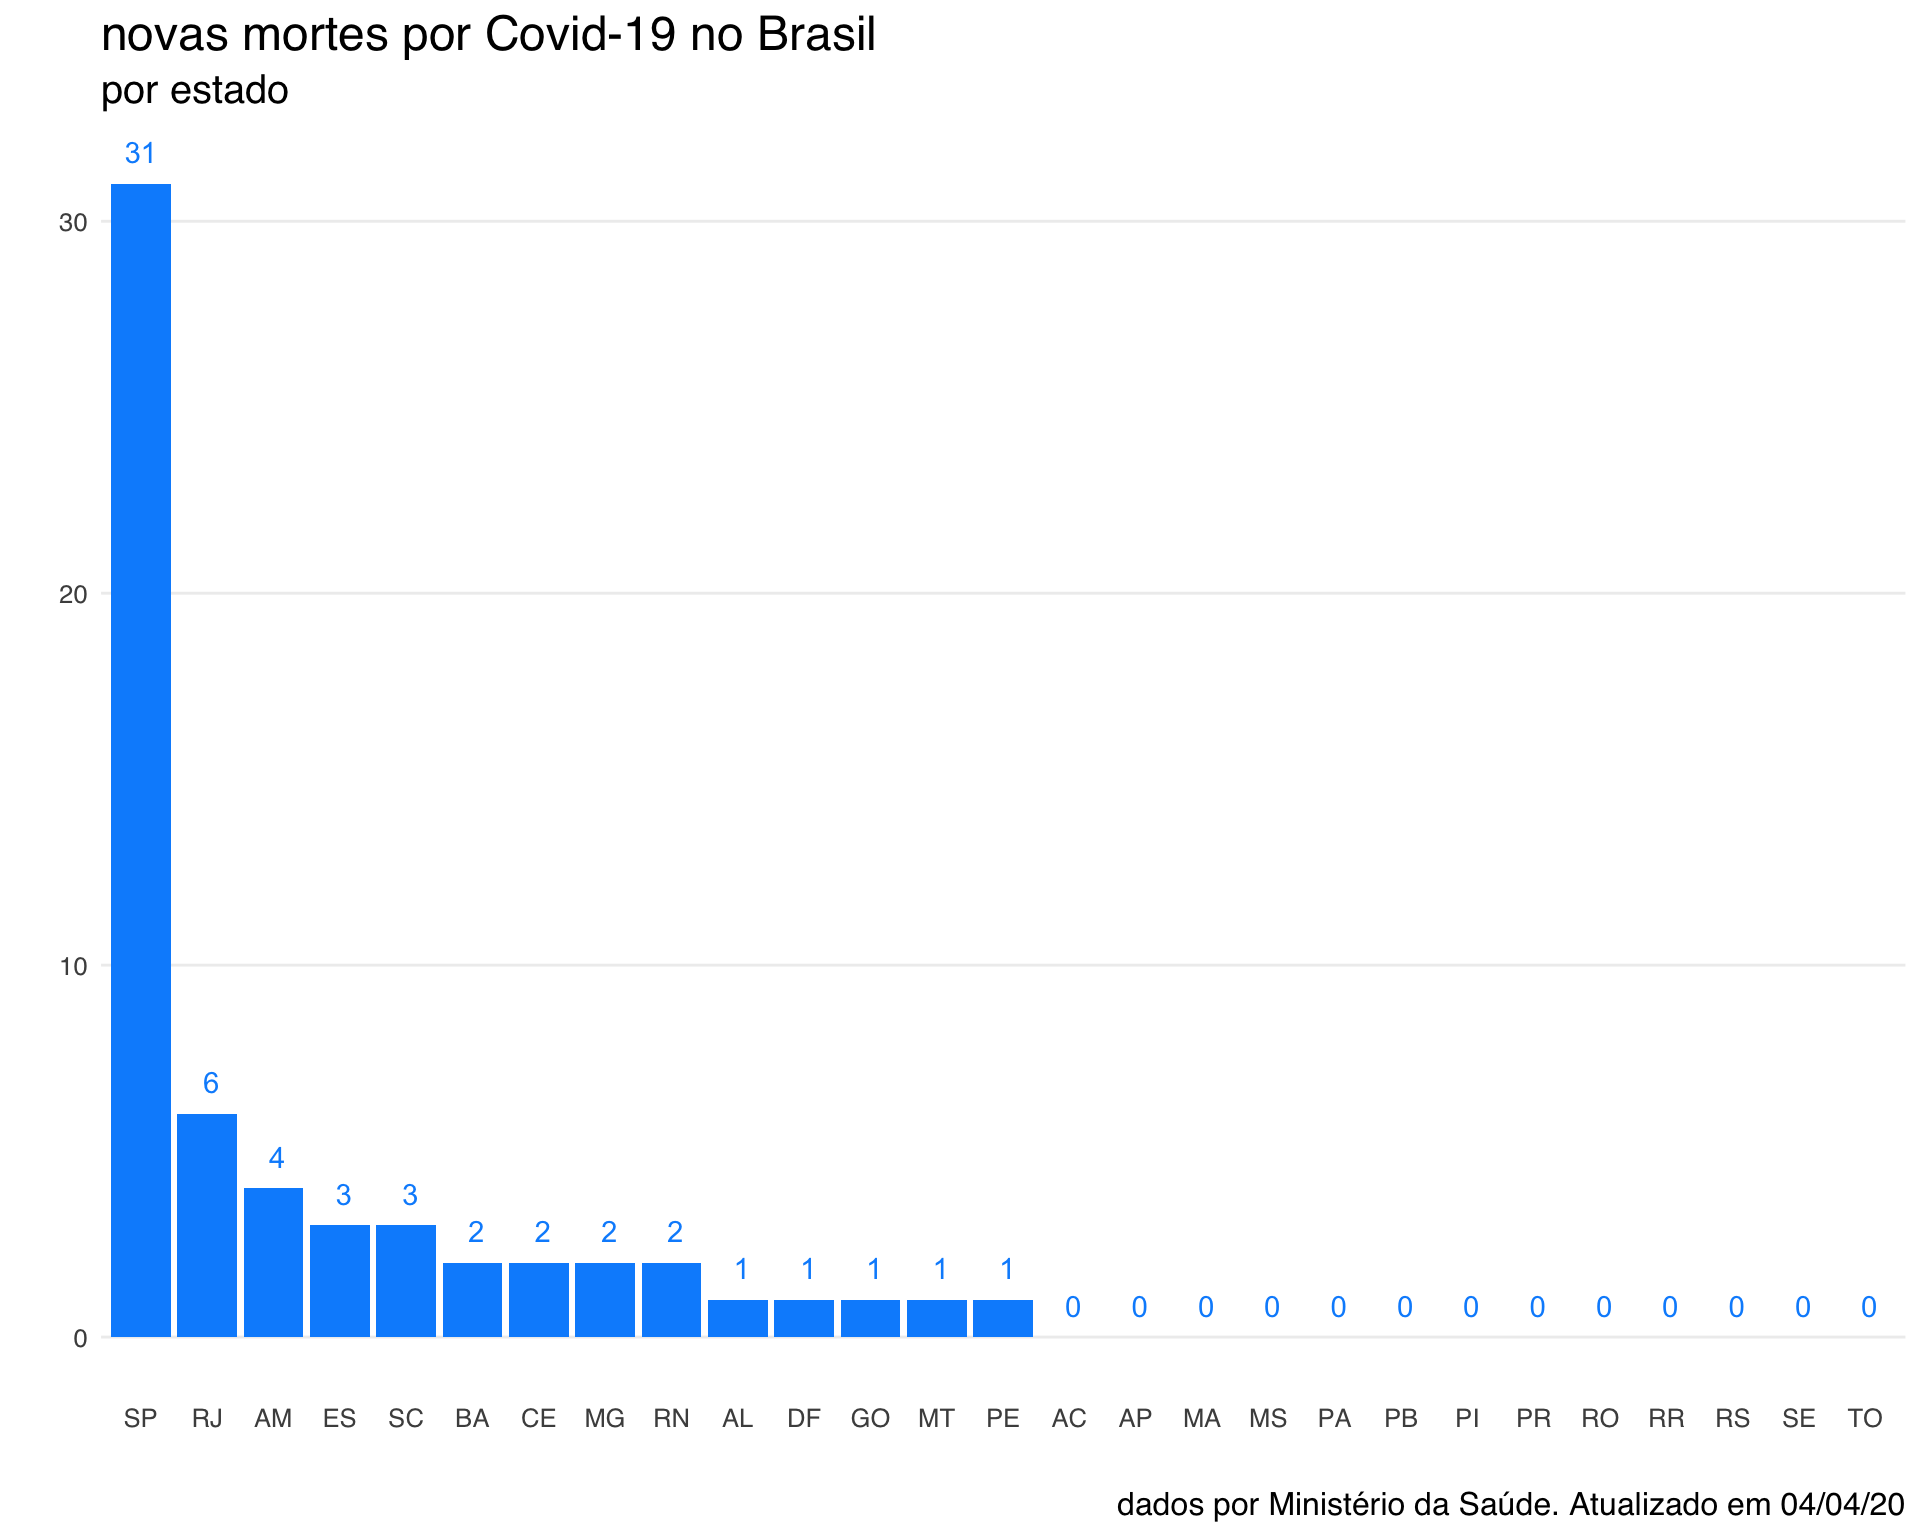 novas mortes por Covid-19 no Brasil
por estado
31
30
20
10
6
4
3 3
2 2 2 2
1 1 1 1 1
0 0 0 0 0 0 0 0 0 0 0 0 0
0
SP RJ AM ES SC BA CE MG RN AL DF GO MT PE AC AP MA MS PA PB PI PR RO RR RS SE TO
dados por Ministério da Saúde. Atualizado em 04/04/20